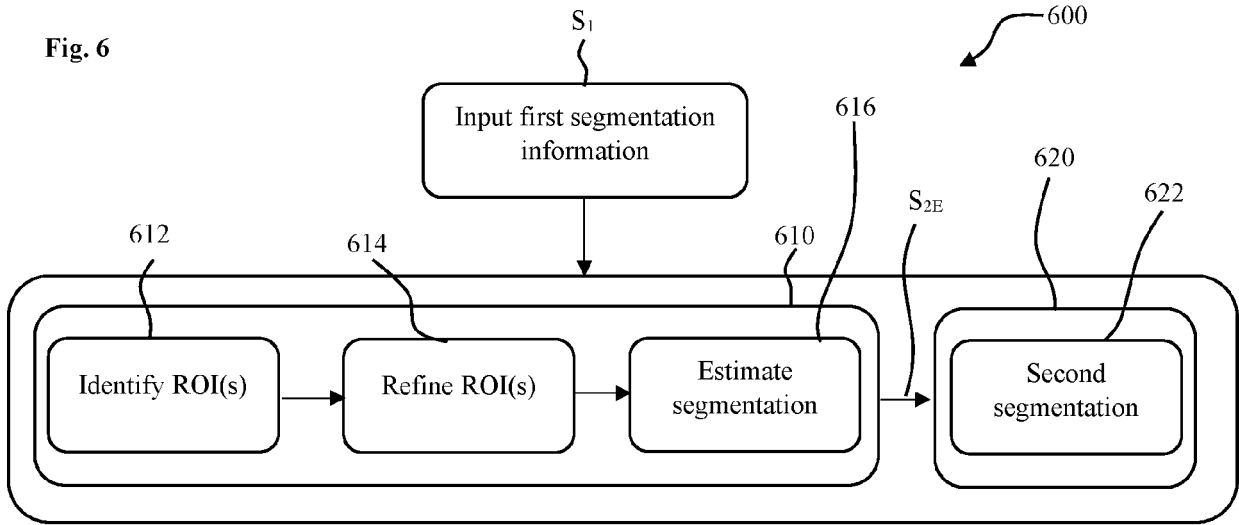 Fig. 6
S₁
600
Input first segmentation
information
616
620
S₂E
622
612
614
610
Identify ROI(s)
Refine ROI(s)
Estimate
segmentation
Second
segmentation